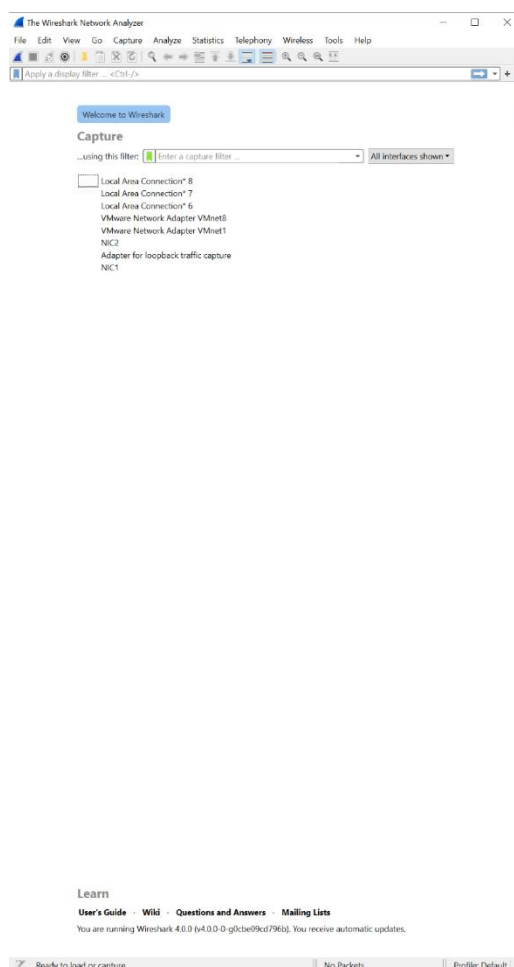 The Wireshark Network Analyzer
File Edit View Go Capture Analyze Statistics Telephony Wireless Tools Help
Apply a display filter ... <Ctrl-/>
Welcome to Wireshark
Capture
...using this filter: Enter a capture filter ... All interfaces shown
Local Area Connection* 8
Local Area Connection* 7
Local Area Connection* 6
VMware Network Adapter VMnet8
VMware Network Adapter VMnet1
NIC2
Adapter for loopback traffic capture
NIC1
Learn
User's Guide · Wiki · Questions and Answers · Mailing Lists
You are running Wireshark 4.0.0 (v4.0.0-0-g0cbe09cd796b). You receive automatic updates.
Ready to load or capture No Packets Profile: Default